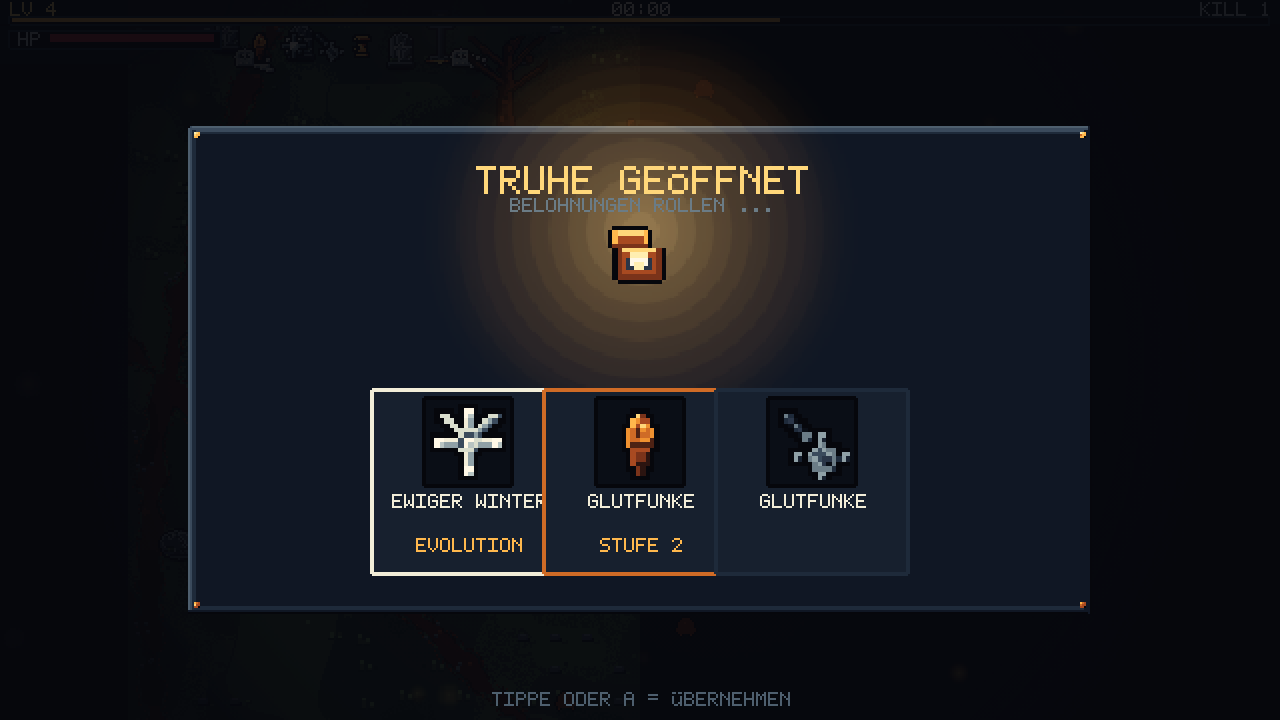 LV 4 00:00 KILL 1
HP
TRUHE GEöFFNET
BELOHNUNGEN ROLLEN ...
EWIGER WINTER GLUTFUNKE GLUTFUNKE
EVOLUTION STUFE 2
TIPPE ODER A = üBERNEHMEN